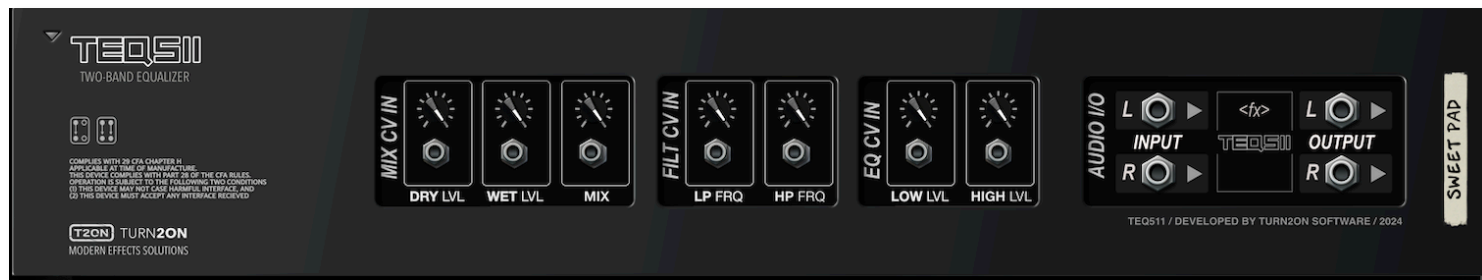 TEQ511
TWO-BAND EQUALIZER
COMPLIES WITH 29 CFA CHAPTER H
APPLICABLE AT TIME OF MANUFACTURE.
THIS DEVICE COMPLIES WITH PART 28 OF THE CFA RULES.
OPERATION IS SUBJECT TO THE FOLLOWING TWO CONDITIONS
(1) THIS DEVICE MAY NOT CASE HARMFUL INTERFACE, AND
(2) THIS DEVICE MUST ACCEPT ANY INTERFACE RECIEVED
T2ON TURN2ON
MODERN EFFECTS SOLUTIONS
MIX CV IN
DRY LVL
WET LVL
MIX
FILT CV IN
LP FRQ
HP FRQ
EQ CV IN
LOW LVL
HIGH LVL
AUDIO I/O
L
INPUT
R
<fx>
TEQ511
L
OUTPUT
R
TEQ511 / DEVELOPED BY TURN2ON SOFTWARE / 2024
SWEET PAD